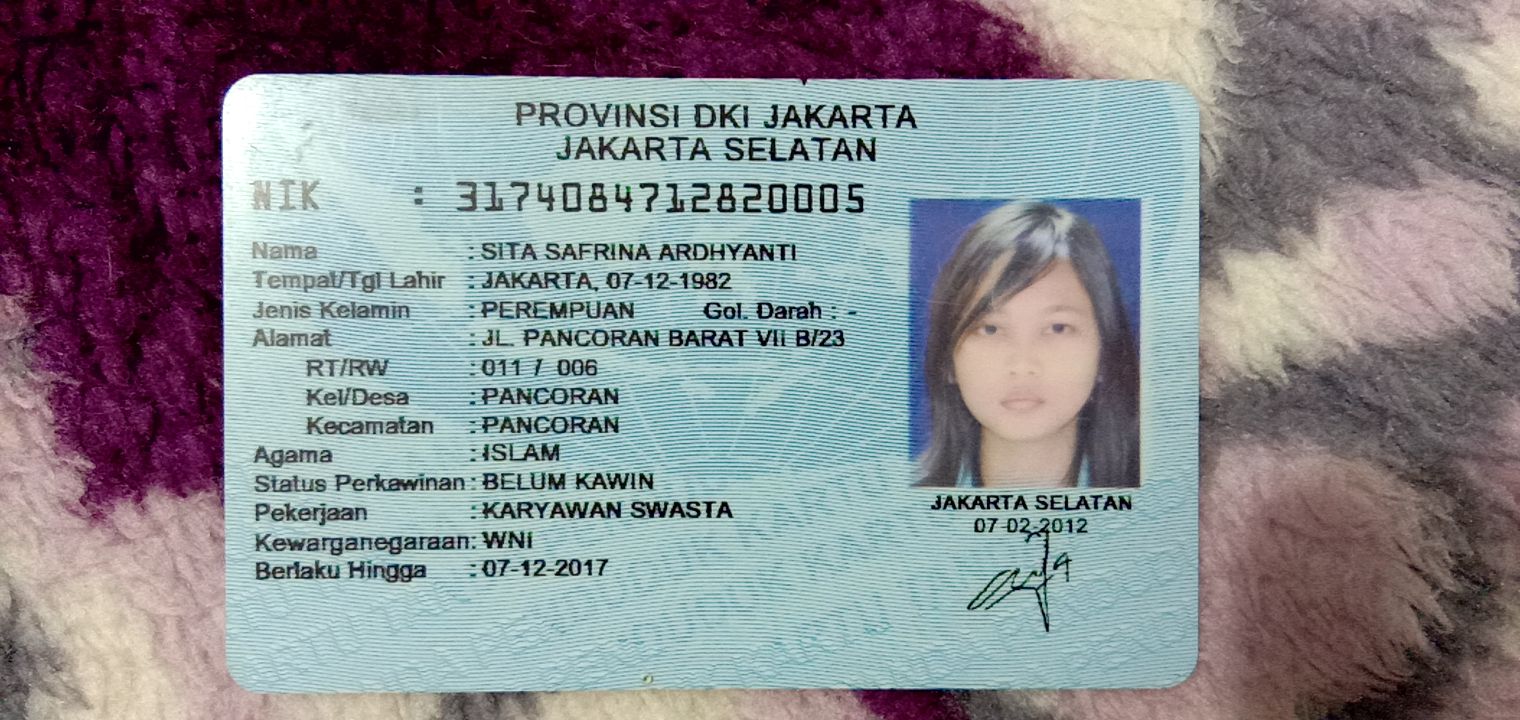 PROVINSI DKI JAKARTA
JAKARTA SELATAN
NIK : 3174084712820005
Nama : SITA SAFRINA ARDHYANTI
Tempat/Tgl Lahir : JAKARTA, 07-12-1982
Jenis Kelamin : PEREMPUAN Gol. Darah : -
Alamat : JL. PANCORAN BARAT VII B/23
RT/RW : 011 / 006
Kel/Desa : PANCORAN
Kecamatan : PANCORAN
Agama : ISLAM
Status Perkawinan : BELUM KAWIN
Pekerjaan : KARYAWAN SWASTA
Kewarganegaraan: WNI
Berlaku Hingga : 07-12-2017
JAKARTA SELATAN
07-02-2012